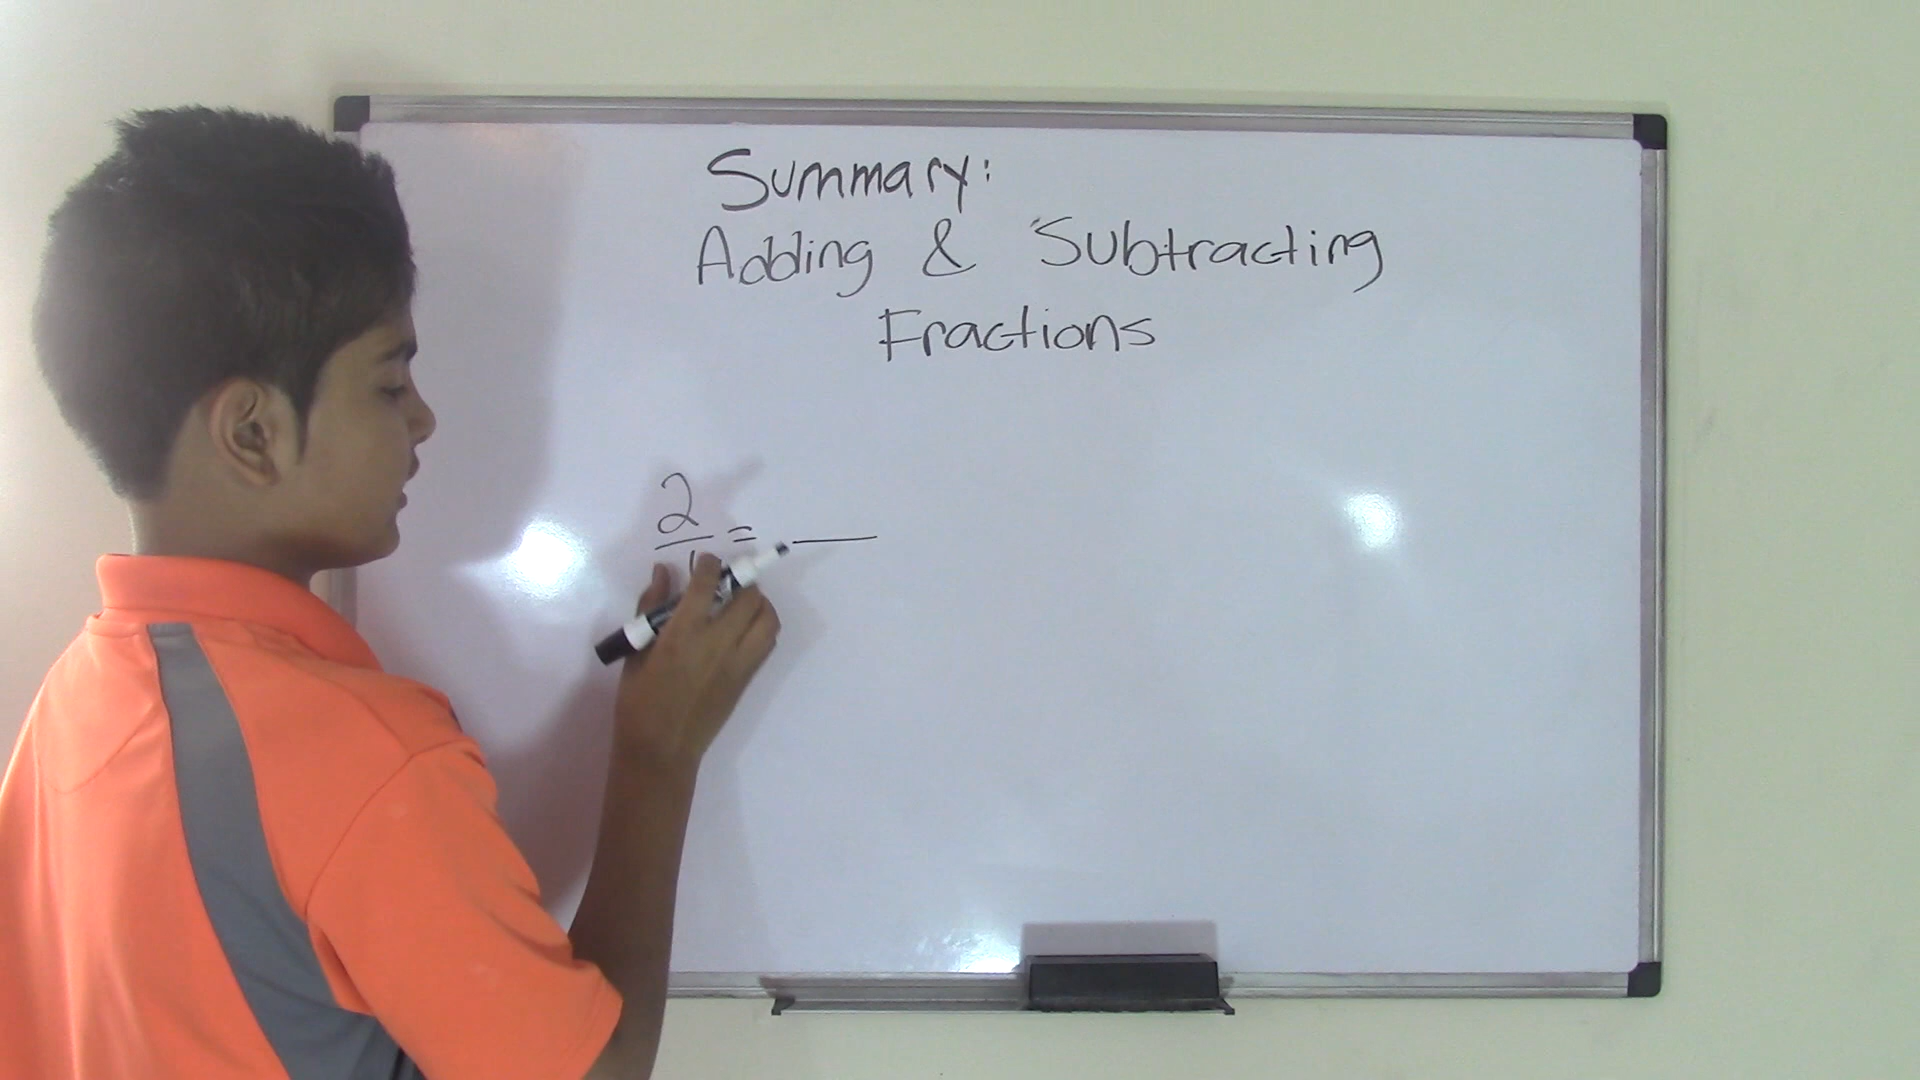 Summary:
Adding & Subtracting
Fractions
2
=